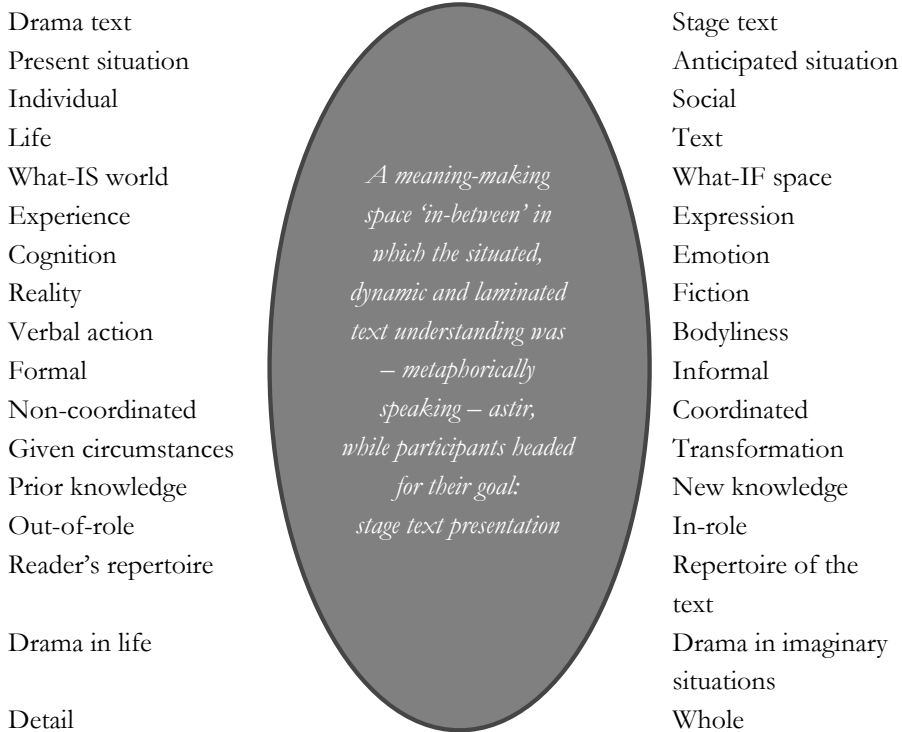 Drama text
Present situation
Individual
Life
What-IS world
Experience
Cognition
Reality
Verbal action
Formal
Non-coordinated
Given circumstances
Prior knowledge
Out-of-role
Reader’s repertoire
Drama in life
Detail
A meaning-making
space ‘in-between’ in
which the situated,
dynamic and laminated
text understanding was
– metaphorically
speaking – astir,
while participants headed
for their goal:
stage text presentation
Stage text
Anticipated situation
Social
Text
What-IF space
Expression
Emotion
Fiction
Bodyliness
Informal
Coordinated
Transformation
New knowledge
In-role
Repertoire of the
text
Drama in imaginary
situations
Whole